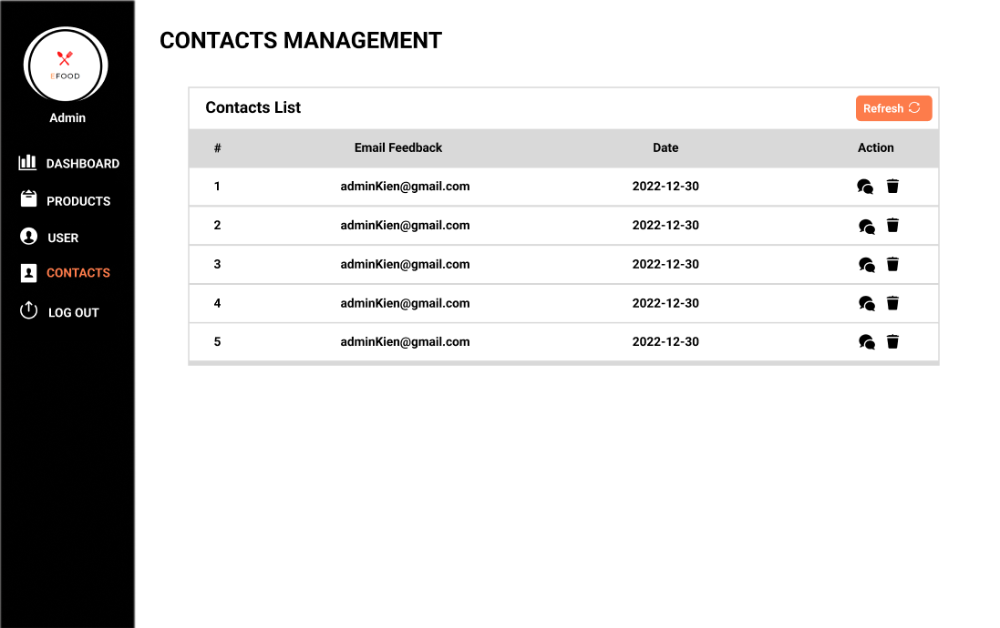 EFOOD
Admin
DASHBOARD
PRODUCTS
USER
CONTACTS
LOG OUT
CONTACTS MANAGEMENT
Contacts List
Refresh
# Email Feedback Date Action
1 adminKien@gmail.com 2022-12-30
2 adminKien@gmail.com 2022-12-30
3 adminKien@gmail.com 2022-12-30
4 adminKien@gmail.com 2022-12-30
5 adminKien@gmail.com 2022-12-30